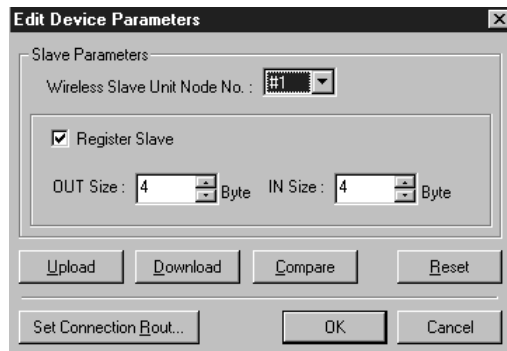 Edit Device Parameters
Slave Parameters
Wireless Slave Unit Node No. : #1
Register Slave
OUT Size : 4 Byte IN Size : 4 Byte
Upload Download Compare Reset
Set Connection Rout... OK Cancel